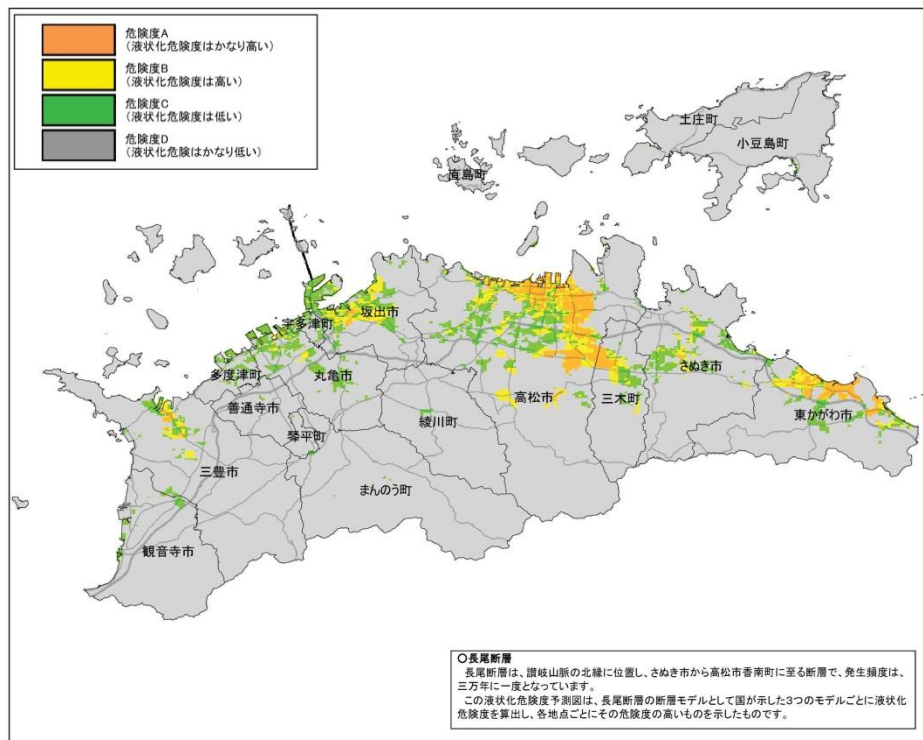 危険度A
(液状化危険度はかなり高い)
危険度B
(液状化危険度は高い)
危険度C
(液状化危険度は低い)
危険度D
(液状化危険はかなり低い)
土庄町
小豆島町
直島町
宇多津町
坂出市
多度津町
丸亀市
さぬき市
善通寺市
高松市
三木町
東かがわ市
琴平町
綾川町
三豊市
まんのう町
観音寺市
○長尾断層
長尾断層は、讃岐山脈の北縁に位置し、さぬき市から高松市香南町に至る断層で、発生頻度は、
三万年に一度となっています。
この液状化危険度予測図は、長尾断層の断層モデルとして国が示した3つのモデルごとに液状化
危険度を算出し、各地点ごとにその危険度の高いものを示したものです。